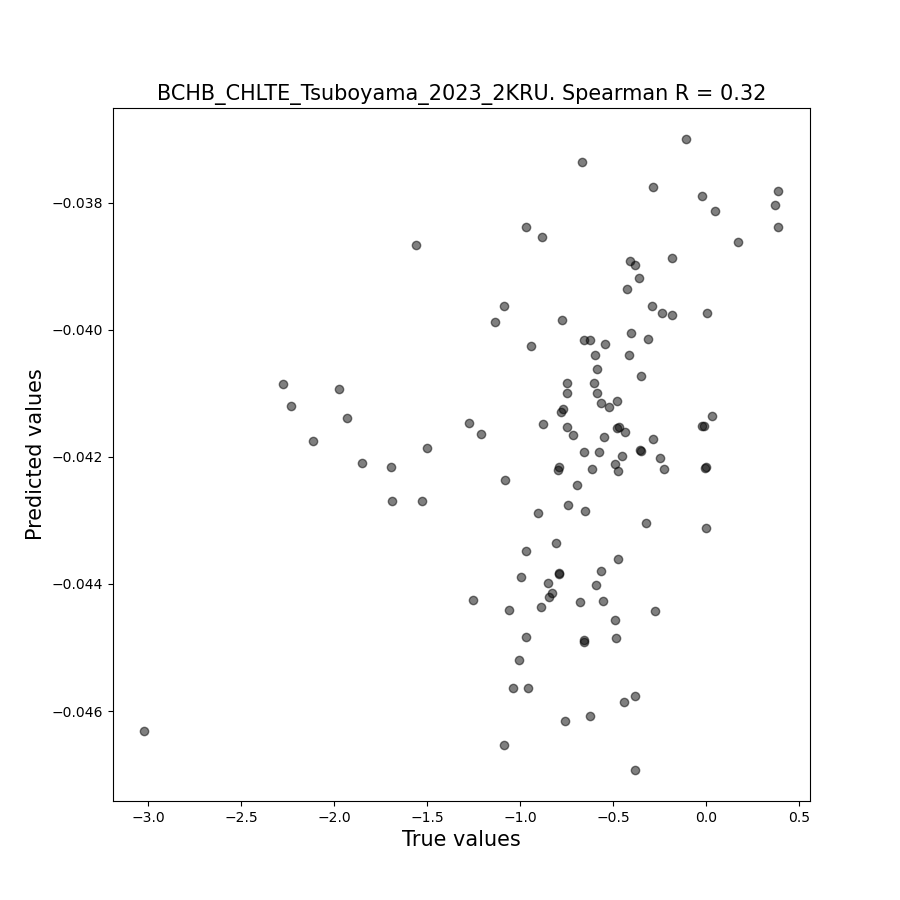 BCHB_CHLTE_Tsuboyama_2023_2KRU. Spearman R = 0.32
−0.038
−0.040
−0.042
−0.044
−0.046
Predicted values
−3.0 −2.5 −2.0 −1.5 −1.0 −0.5 0.0 0.5
True values